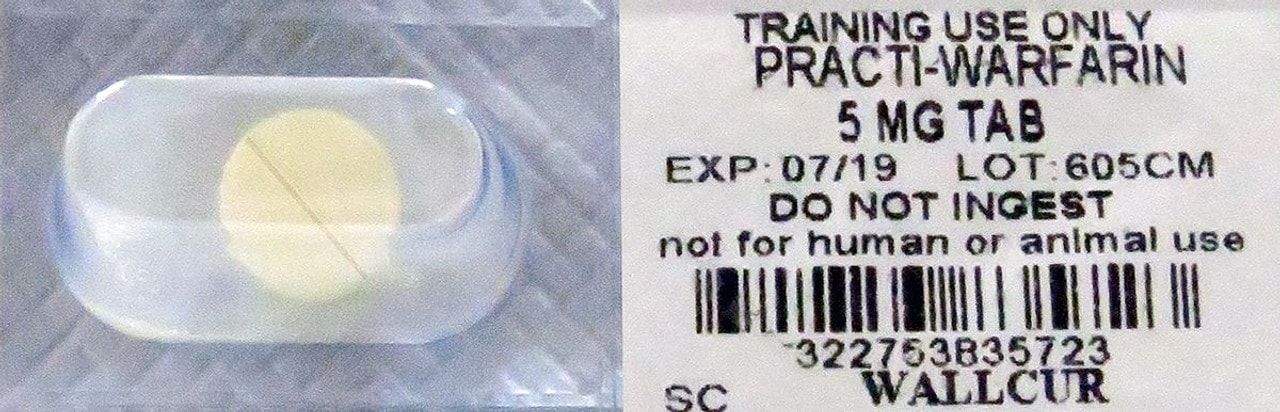 TRAINING USE ONLY
PRACTI-WARFARIN
5 MG TAB
EXP: 07/19 LOT: 605CM
DO NOT INGEST
not for human or animal use
322753835723
SC WALLCUR